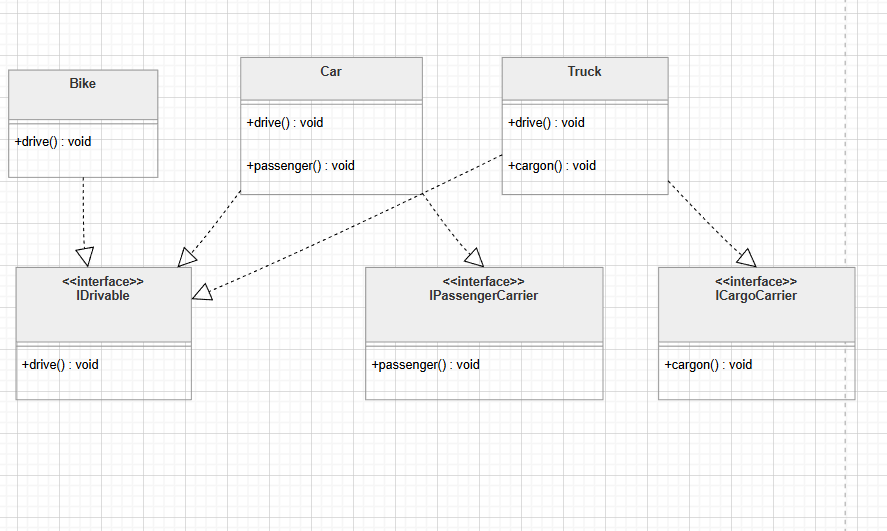 Bike
+drive() : void
Car
+drive() : void
+passenger() : void
Truck
+drive() : void
+cargon() : void
<<interface>>
IDrivable
+drive() : void
<<interface>>
IPassengerCarrier
+passenger() : void
<<interface>>
ICargoCarrier
+cargon() : void